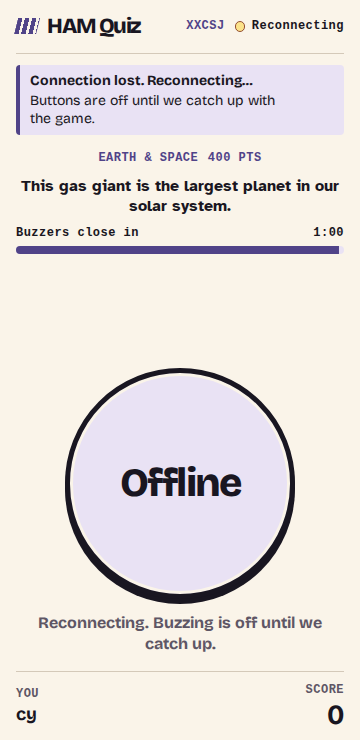 HAM Quiz XXCSJ Reconnecting
Connection lost. Reconnecting...
Buttons are off until we catch up with
the game.
EARTH & SPACE 400 PTS
This gas giant is the largest planet in our
solar system.
Buzzers close in 1:00
Offline
Reconnecting. Buzzing is off until we
catch up.
YOU SCORE
cy 0